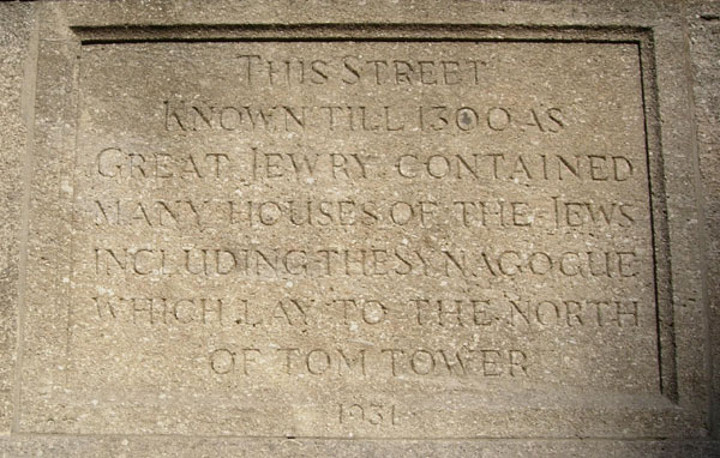 THIS STREET
KNOWN TILL 1300 AS
GREAT JEWRY CONTAINED
MANY HOUSES OF THE JEWS
INCLUDING THE SYNAGOGUE
WHICH LAY TO THE NORTH
OF TOM TOWER
1931